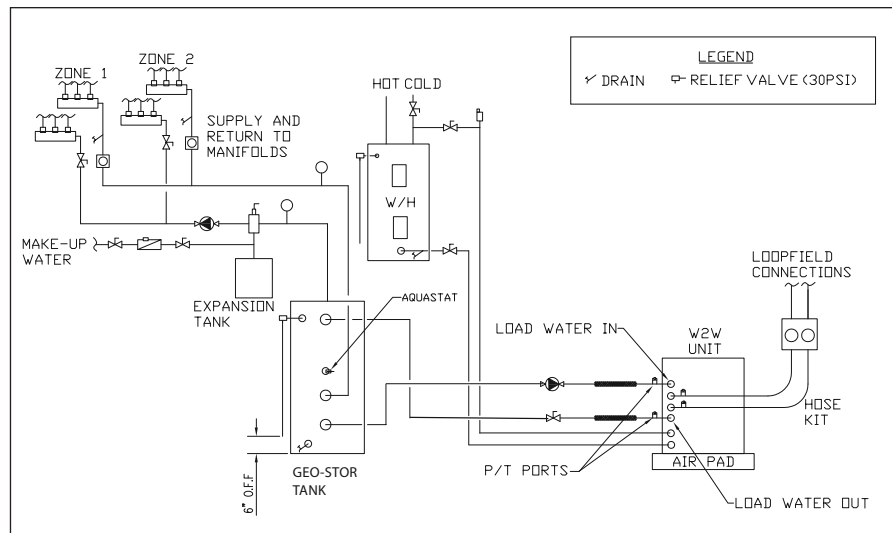 ZONE 1
ZONE 2
HOT COLD
LEGEND
DRAIN
RELIEF VALVE (30PSI)
SUPPLY AND
RETURN TO
MANIFOLDS
W/H
MAKE-UP
WATER
EXPANSION
TANK
AQUASTAT
LOOPFIELD
CONNECTIONS
LOAD WATER IN
W2W
UNIT
HOSE
KIT
6" O.F.F
GEO-STOR
TANK
P/T PORTS
AIR PAD
LOAD WATER OUT